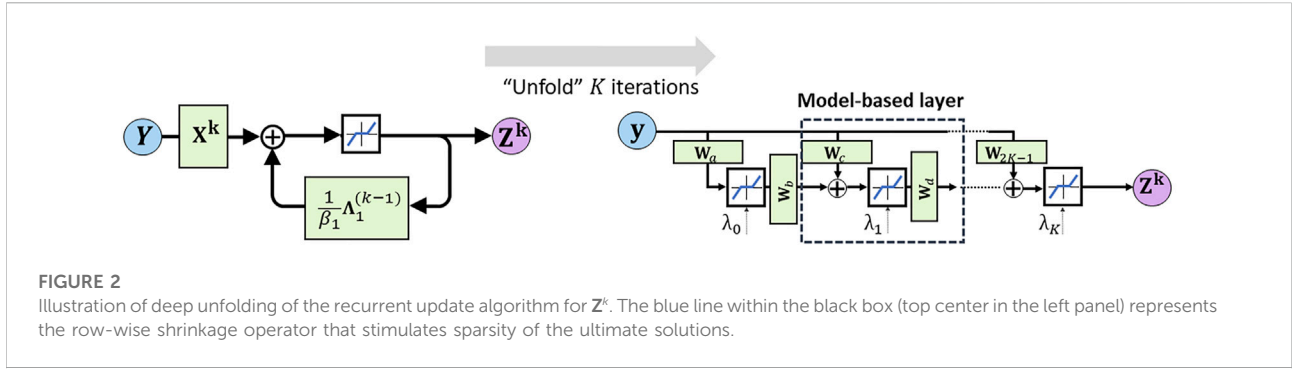 “Unfold” K iterations
Model-based layer
Y
X^k
Z^k
1/β₁ Λ₁^(k−1)
y
W_a
W_b
W_c
W_d
W_{2K−1}
Z^k
λ₀
λ₁
λ_K
FIGURE 2
Illustration of deep unfolding of the recurrent update algorithm for Z^k. The blue line within the black box (top center in the left panel) represents
the row-wise shrinkage operator that stimulates sparsity of the ultimate solutions.